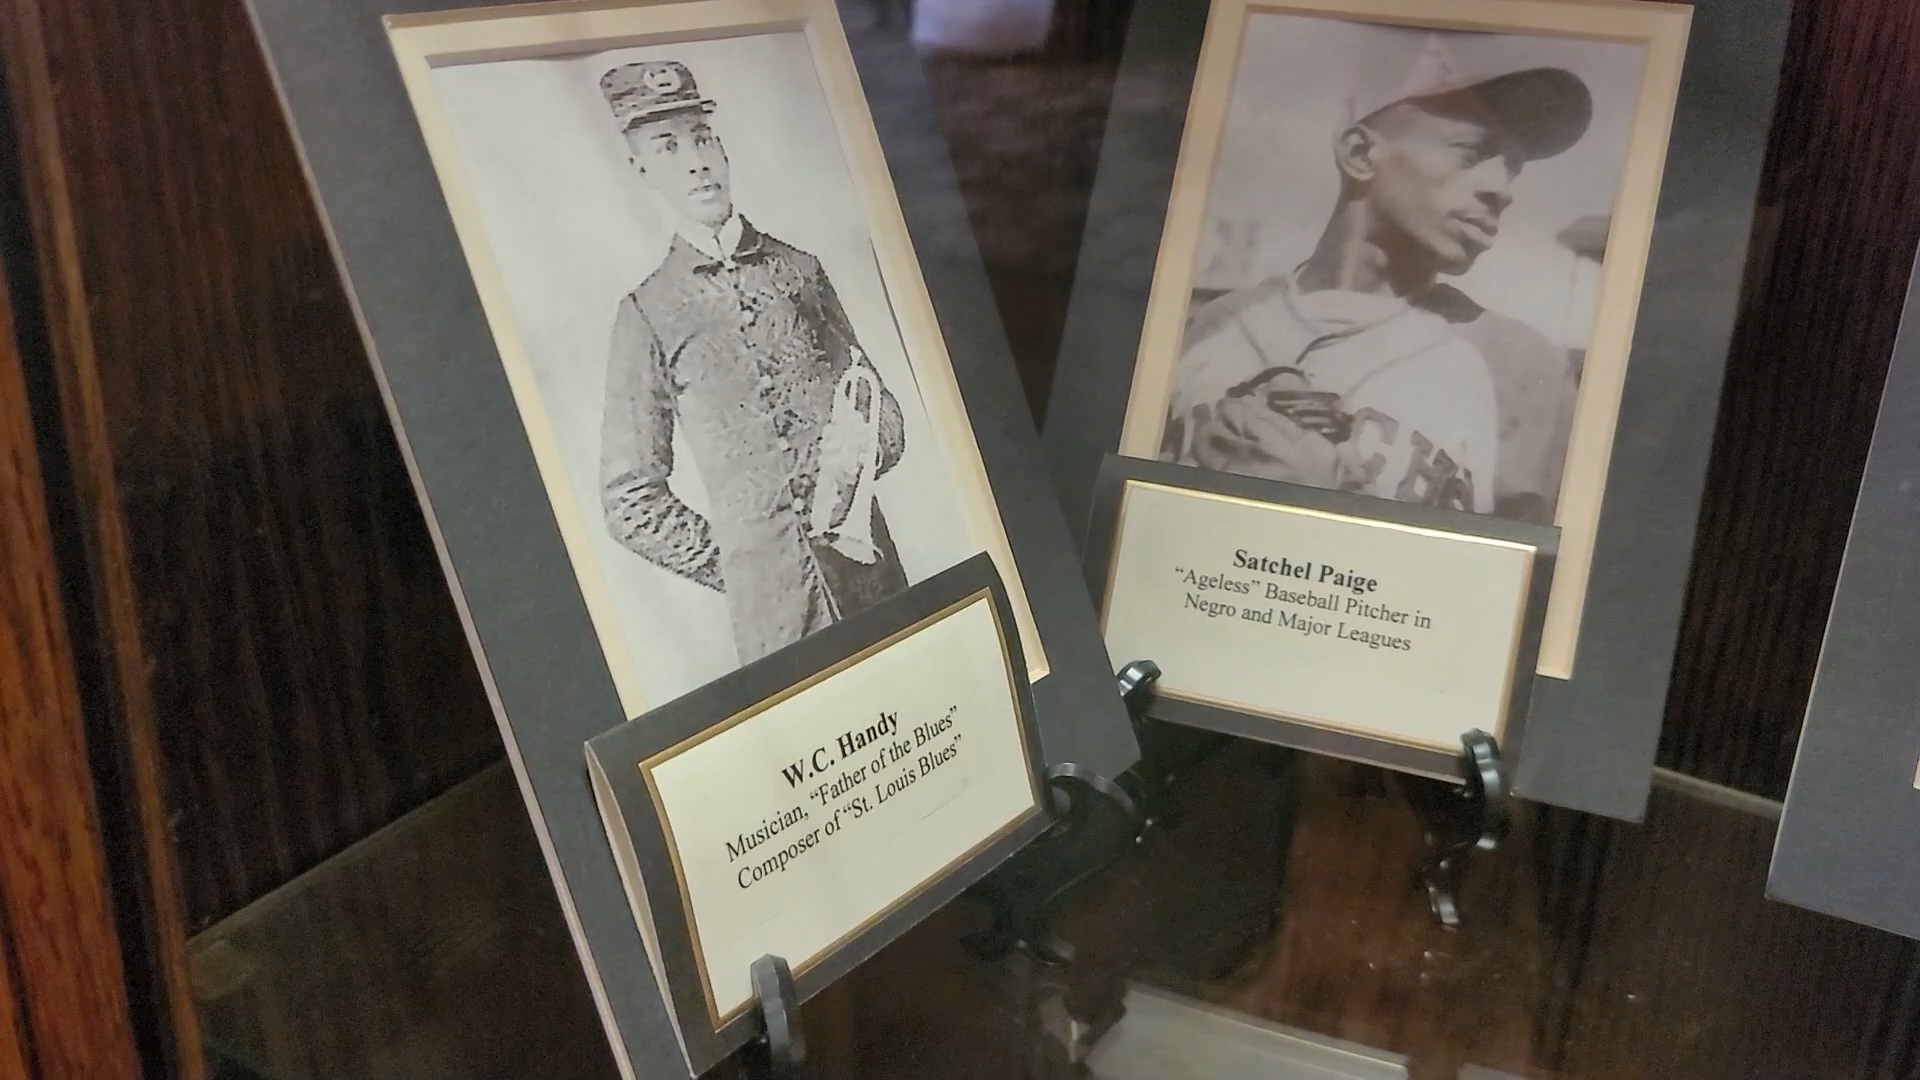 W.C. Handy
Musician, “Father of the Blues”
Composer of “St. Louis Blues”
Satchel Paige
“Ageless” Baseball Pitcher in
Negro and Major Leagues